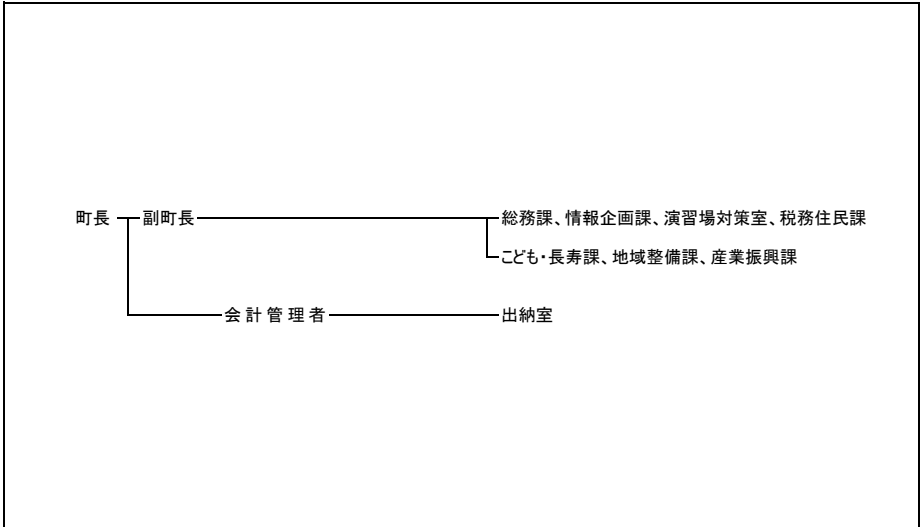 町長 副町長 総務課、情報企画課、演習場対策室、税務住民課
こども・長寿課、地域整備課、産業振興課
会計管理者 出納室